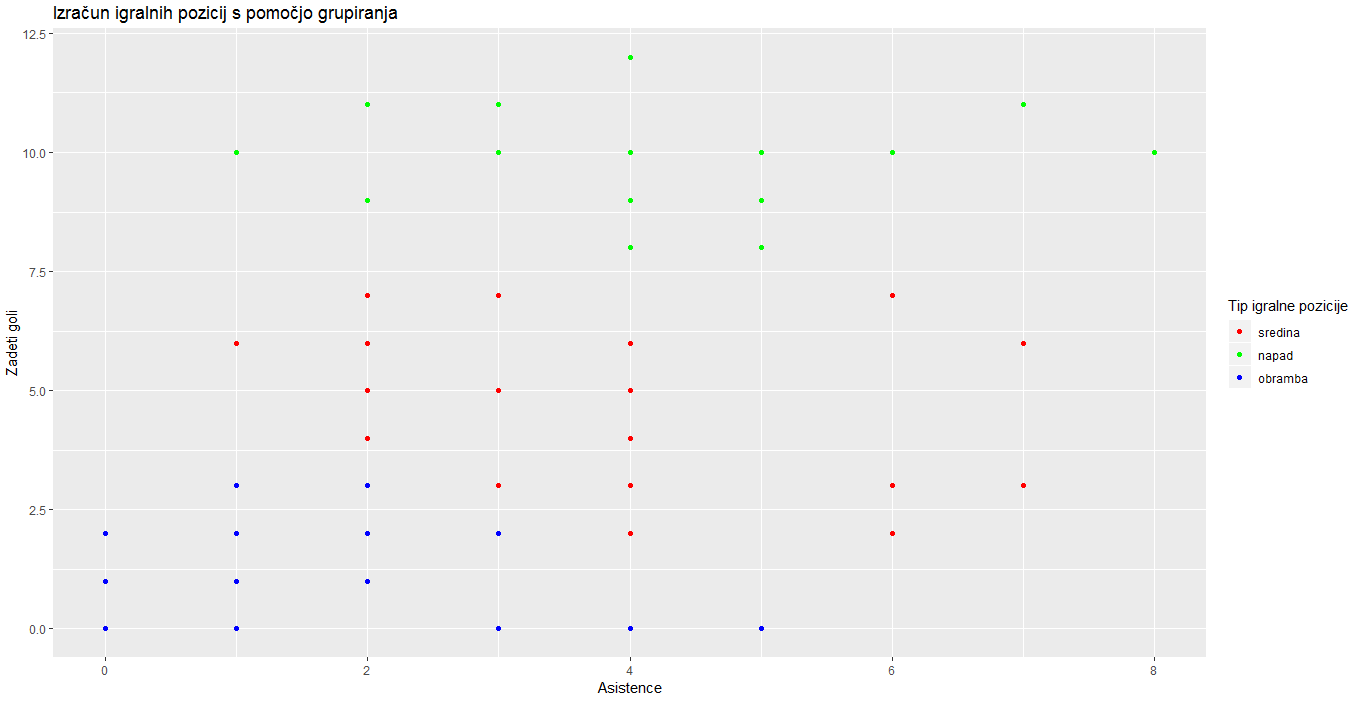 Izračun igralnih pozicij s pomočjo grupiranja
12.5
10.0
7.5
5.0
2.5
0.0
Zadeti goli
0 2 4 6 8
Asistence
Tip igralne pozicije
sredina
napad
obramba